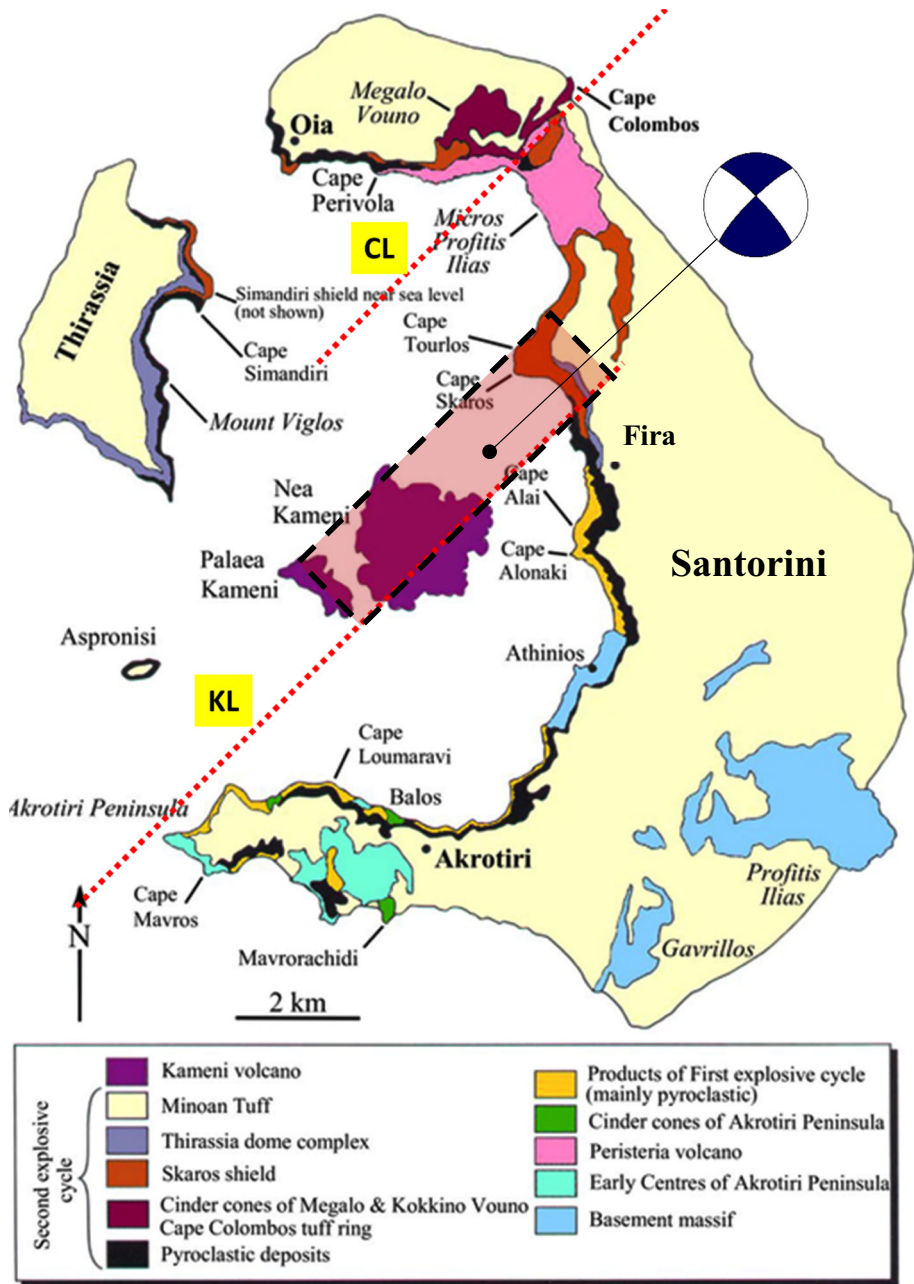 Megalo
Vouno
Cape
Colombos
Oia
Cape
Perivola
Micros
Profitis
Ilias
CL
Thirassia
Simandiri shield near sea level
(not shown)
Cape
Simandiri
Cape
Tourlos
Cape
Skaros
Mount Viglos
Fira
Nea
Kameni
Cape
Alai
Palaea
Kameni
Cape
Alonaki
Santorini
Aspronisi
Athinios
KL
Cape
Loumaravi
Balos
Akrotiri Peninsula
Akrotiri
Profitis
Ilias
Cape
Mavros
N
Mavrorachidi
Gavrillos
2 km
Second explosive
cycle
Kameni volcano
Minoan Tuff
Thirassia dome complex
Skaros shield
Cinder cones of Megalo & Kokkino Vouno
Cape Colombos tuff ring
Pyroclastic deposits
Products of First explosive cycle
(mainly pyroclastic)
Cinder cones of Akrotiri Peninsula
Peristeria volcano
Early Centres of Akrotiri Peninsula
Basement massif